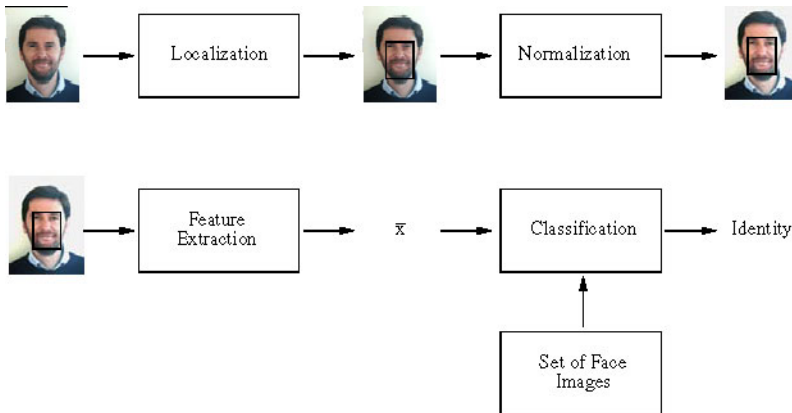 Localization
Normalization
Feature
Extraction
x̅
Classification
Identity
Set of Face
Images